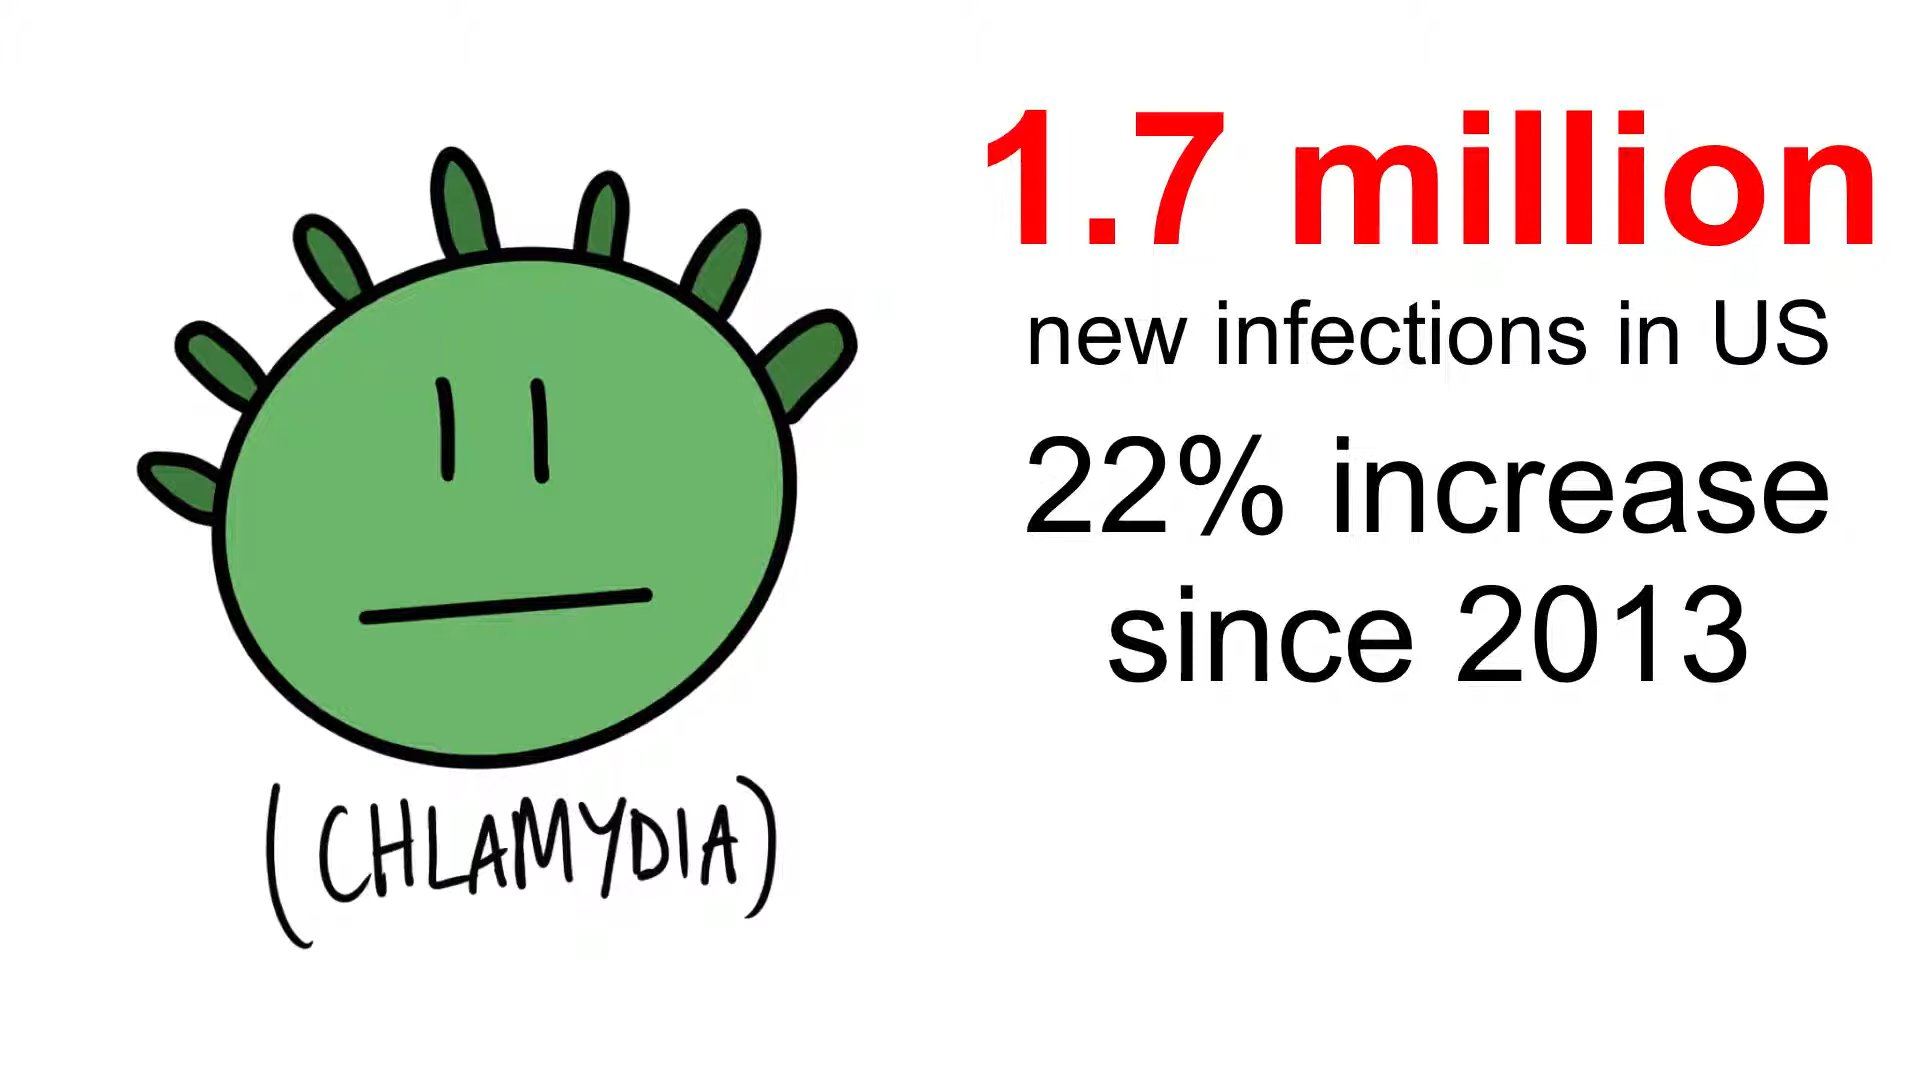 1.7 million
new infections in US
22% increase
since 2013
(CHLAMYDIA)